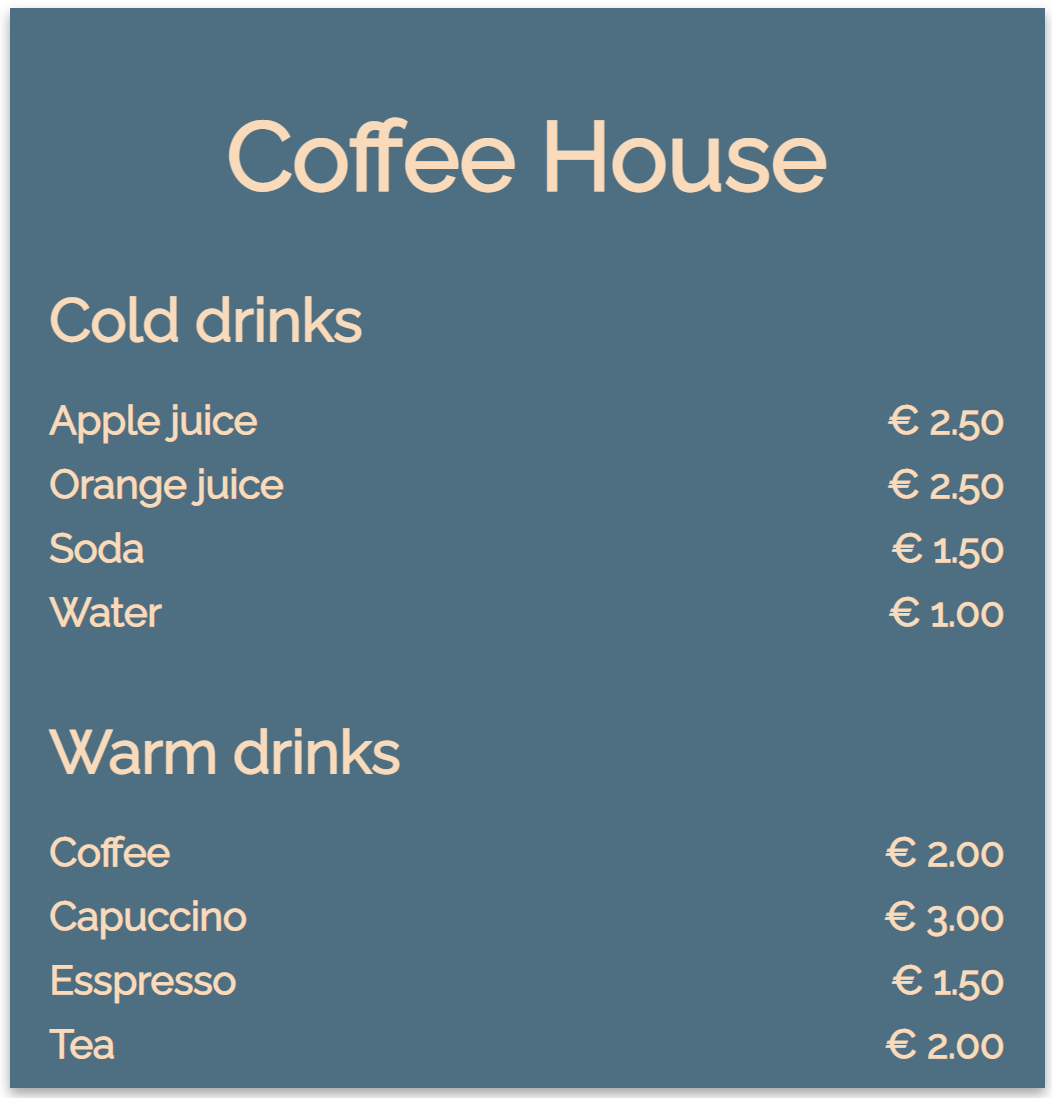 Coffee House
Cold drinks
Apple juice € 2.50
Orange juice € 2.50
Soda € 1.50
Water € 1.00
Warm drinks
Coffee € 2.00
Capuccino € 3.00
Esspresso € 1.50
Tea € 2.00